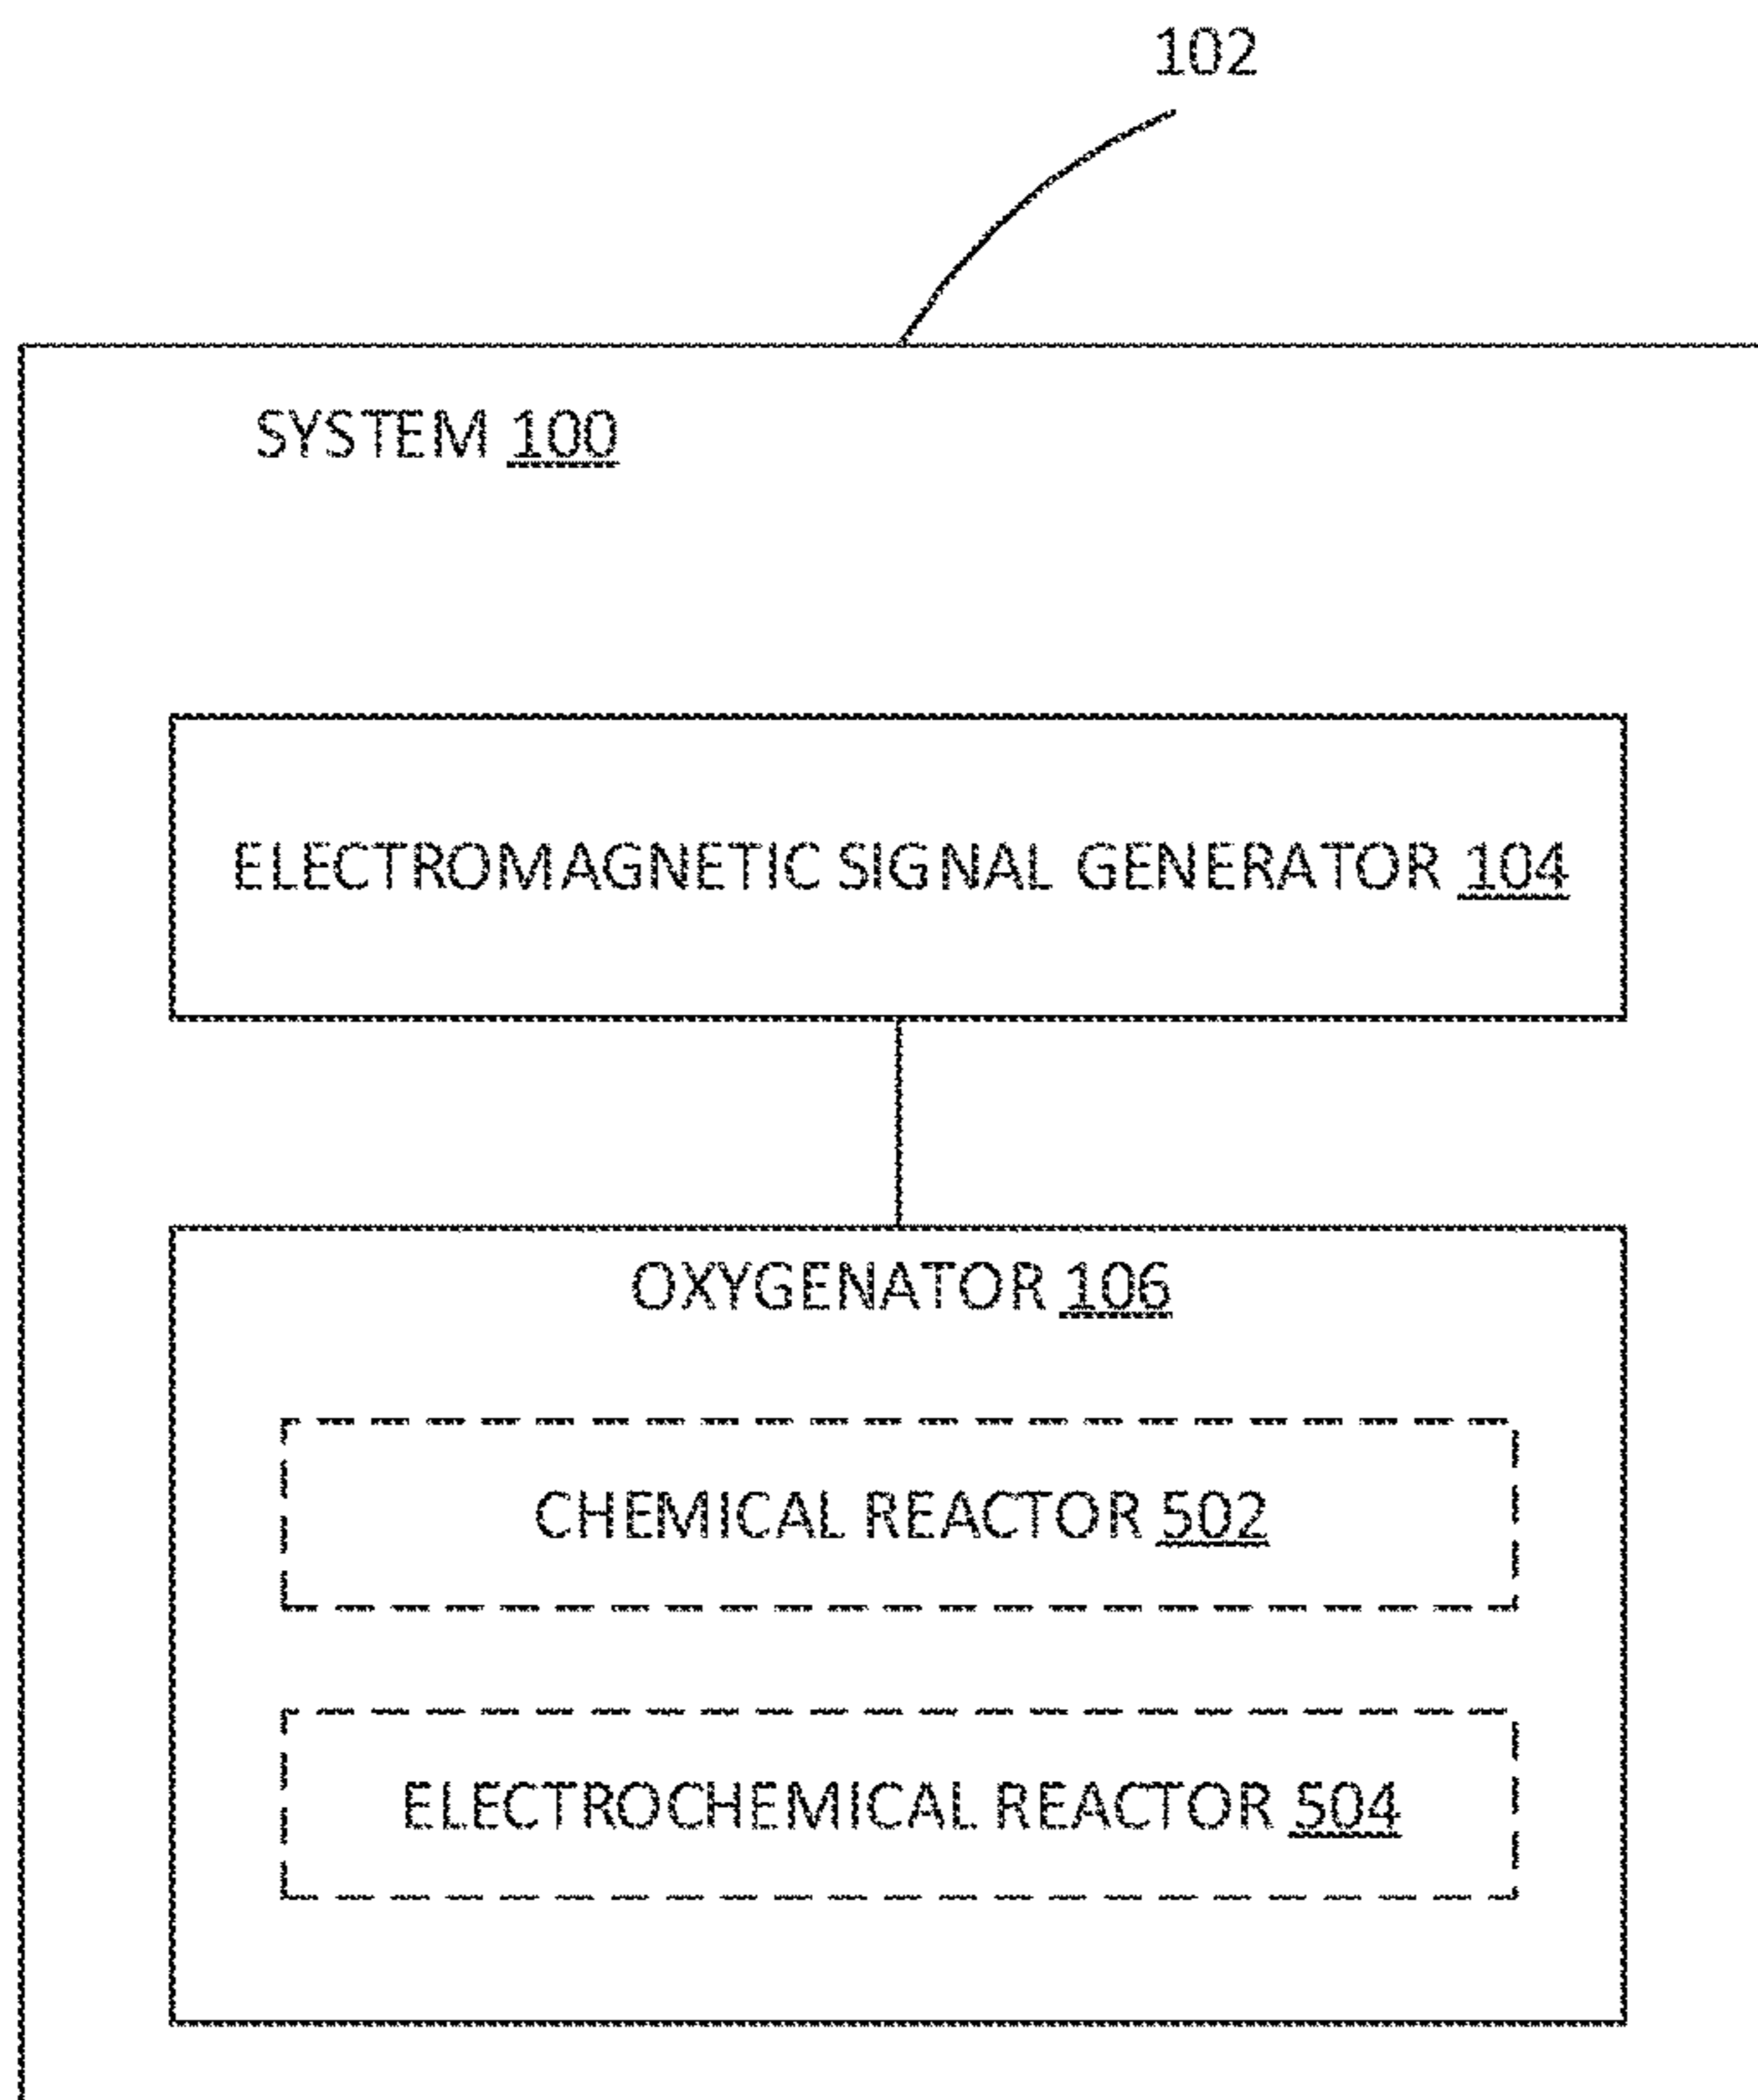 102
SYSTEM 100
ELECTROMAGNETIC SIGNAL GENERATOR 104
OXYGENATOR 106
CHEMICAL REACTOR 502
ELECTROCHEMICAL REACTOR 504